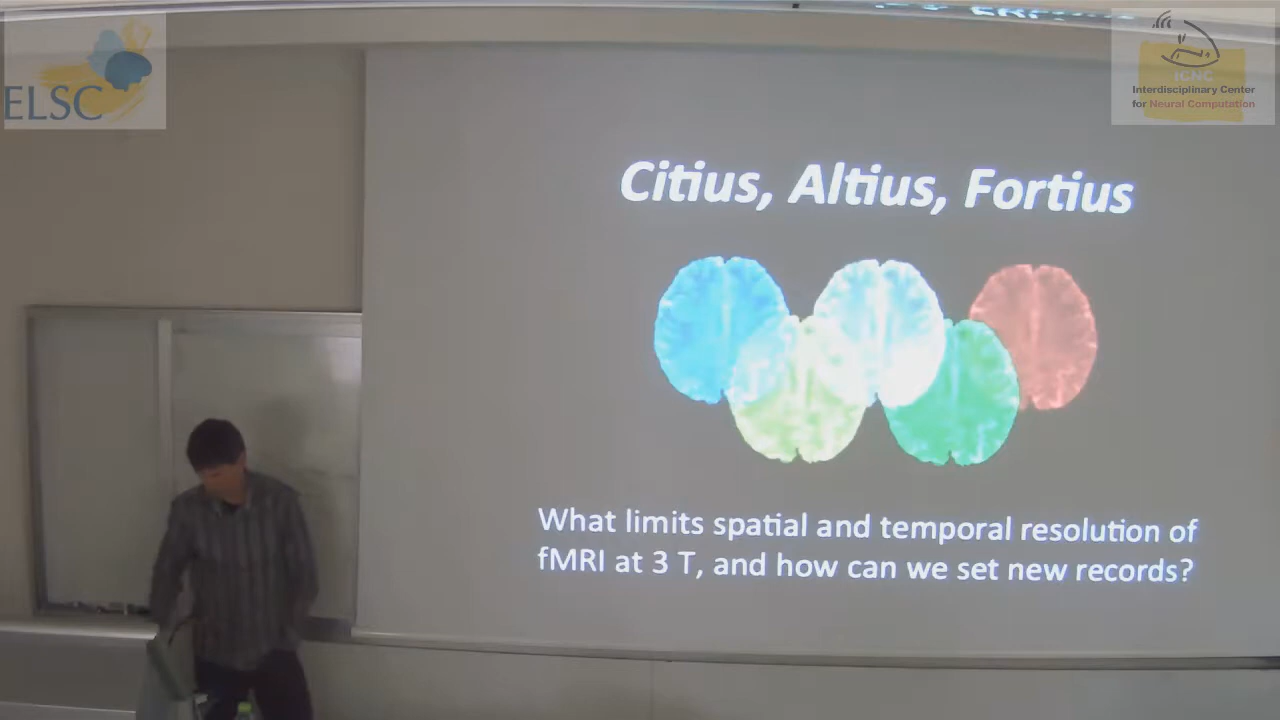 ELSC
ICNC
Interdisciplinary Center
for Neural Computation
Citius, Altius, Fortius
What limits spatial and temporal resolution of
fMRI at 3 T, and how can we set new records?